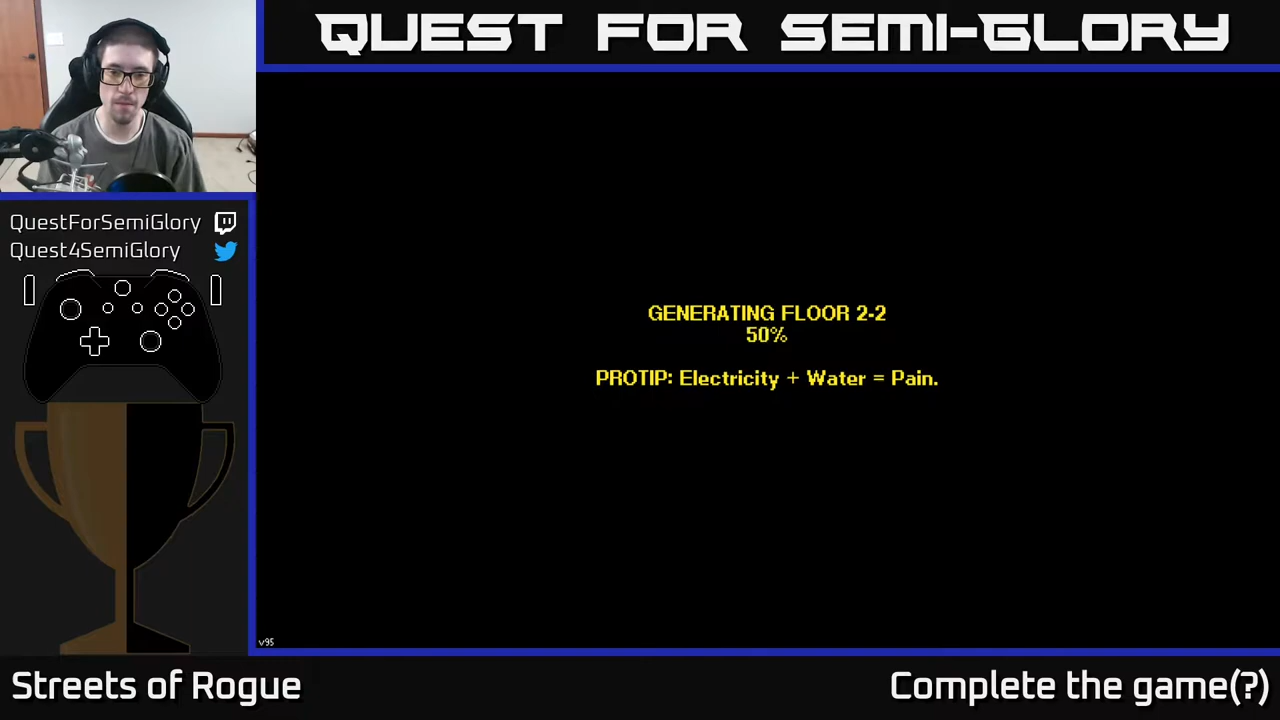 QUEST FOR SEMI-GLORY
QuestForSemiGlory
Quest4SemiGlory
GENERATING FLOOR 2-2
50%
PROTIP: Electricity + Water = Pain.
v95
Streets of Rogue
Complete the game(?)